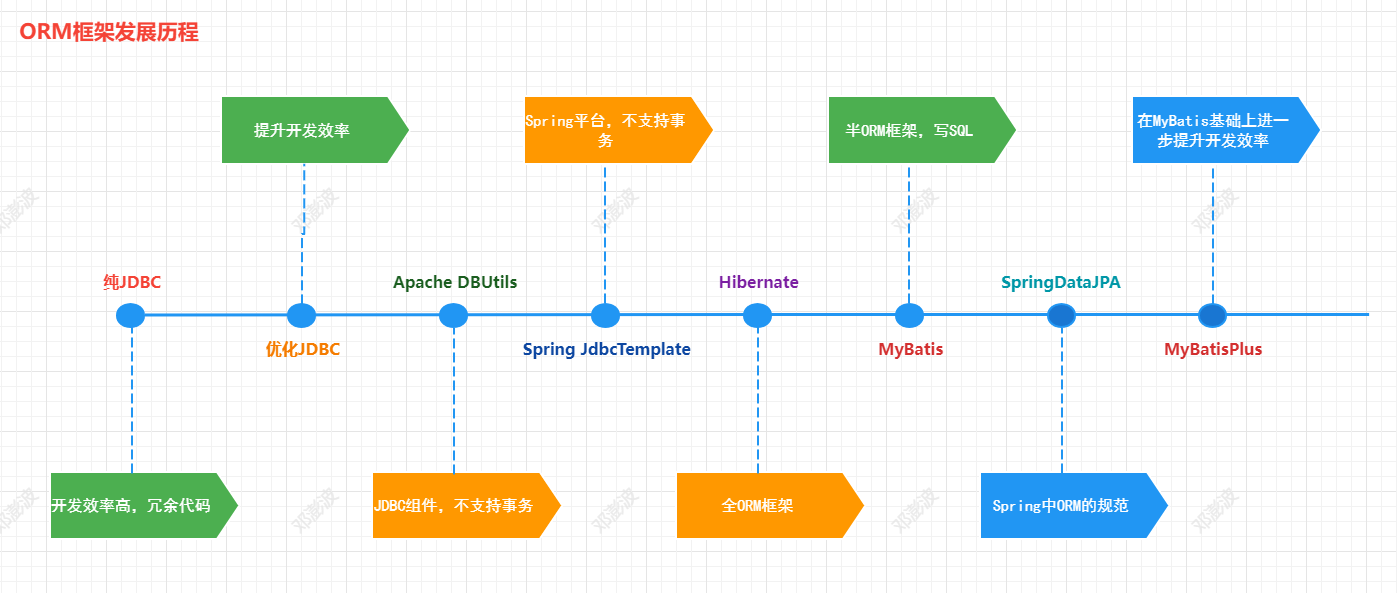 ORM框架发展历程
提升开发效率
Spring平台，不支持事
务
半ORM框架，写SQL
在MyBatis基础上进一
步提升开发效率
邓澎波
邓澎波
邓澎波
邓澎波
邓澎波
纯JDBC
Apache DBUtils
Hibernate
SpringDataJPA
优化JDBC
Spring JdbcTemplate
MyBatis
MyBatisPlus
开发效率高，冗余代码
JDBC组件，不支持事务
全ORM框架
Spring中ORM的规范
邓澎波
邓澎波
邓澎波
邓澎波
邓澎波